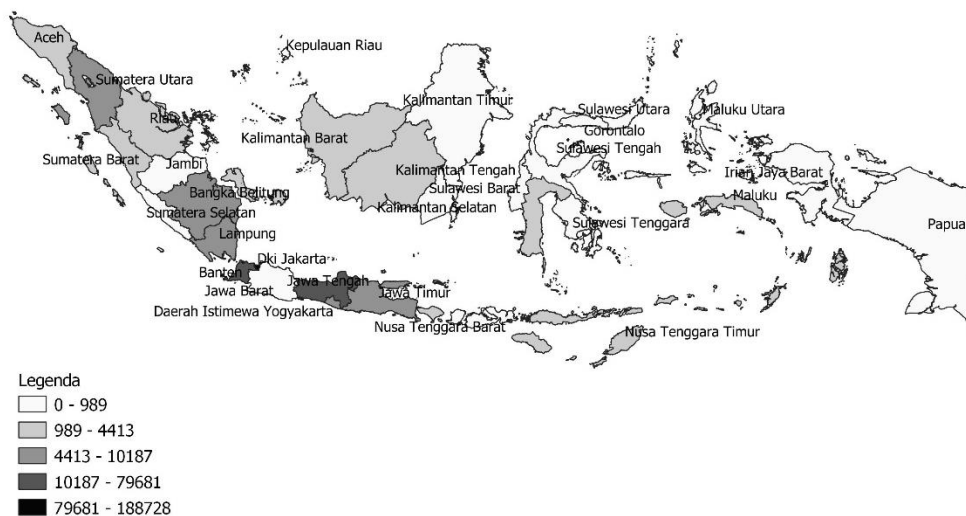 Aceh
Kepulauan Riau
Sumatera Utara
Kalimantan Timur
Sulawesi Utara
Maluku Utara
Riau
Kalimantan Barat
Gorontalo
Sulawesi Tengah
Sumatera Barat
Jambi
Kalimantan Tengah
Irian Jaya Barat
Bangka Belitung
Sulawesi Barat
Maluku
Sumatera Selatan
Kalimantan Selatan
Sulawesi Tenggara
Papua
Lampung
Dki Jakarta
Banten
Jawa Tengah
Jawa Barat
Jawa Timur
Daerah Istimewa Yogyakarta
Nusa Tenggara Barat
Nusa Tenggara Timur
Legenda
0 - 989
989 - 4413
4413 - 10187
10187 - 79681
79681 - 188728